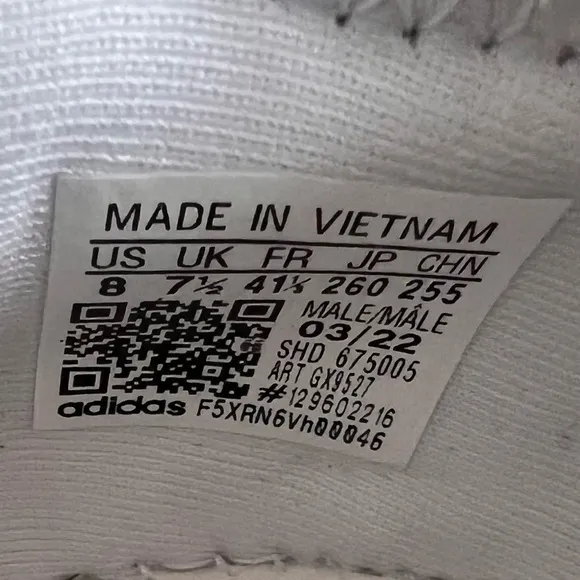 MADE IN VIETNAM
US UK FR JP CHN
8 7½ 41⅓ 260 255
MALE/MÂLE
03/22
SHD 675005
ART GX9527
#129602216
adidas F5XRN6Vh00046